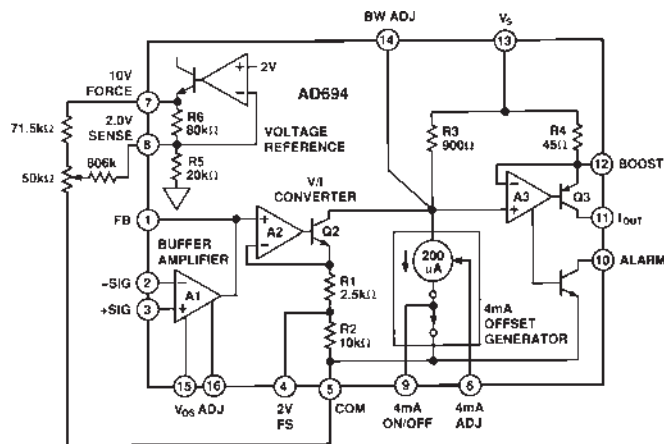 BW ADJ
VS
14
13
10V
FORCE
2V
AD694
7
R6
80kΩ
2.0V
SENSE
VOLTAGE
REFERENCE
R3
900Ω
R4
45Ω
71.5kΩ
8
12
BOOST
806k
R5
20kΩ
50kΩ
V/I
CONVERTER
A3
Q3
FB
1
A2
Q2
11
IOUT
BUFFER
AMPLIFIER
200
µA
10
ALARM
–SIG
2
A1
R1
2.5kΩ
+SIG
3
4mA
OFFSET
GENERATOR
R2
10kΩ
15
16
4
5
9
6
VOS ADJ
2V
FS
COM
4mA
ON/OFF
4mA
ADJ